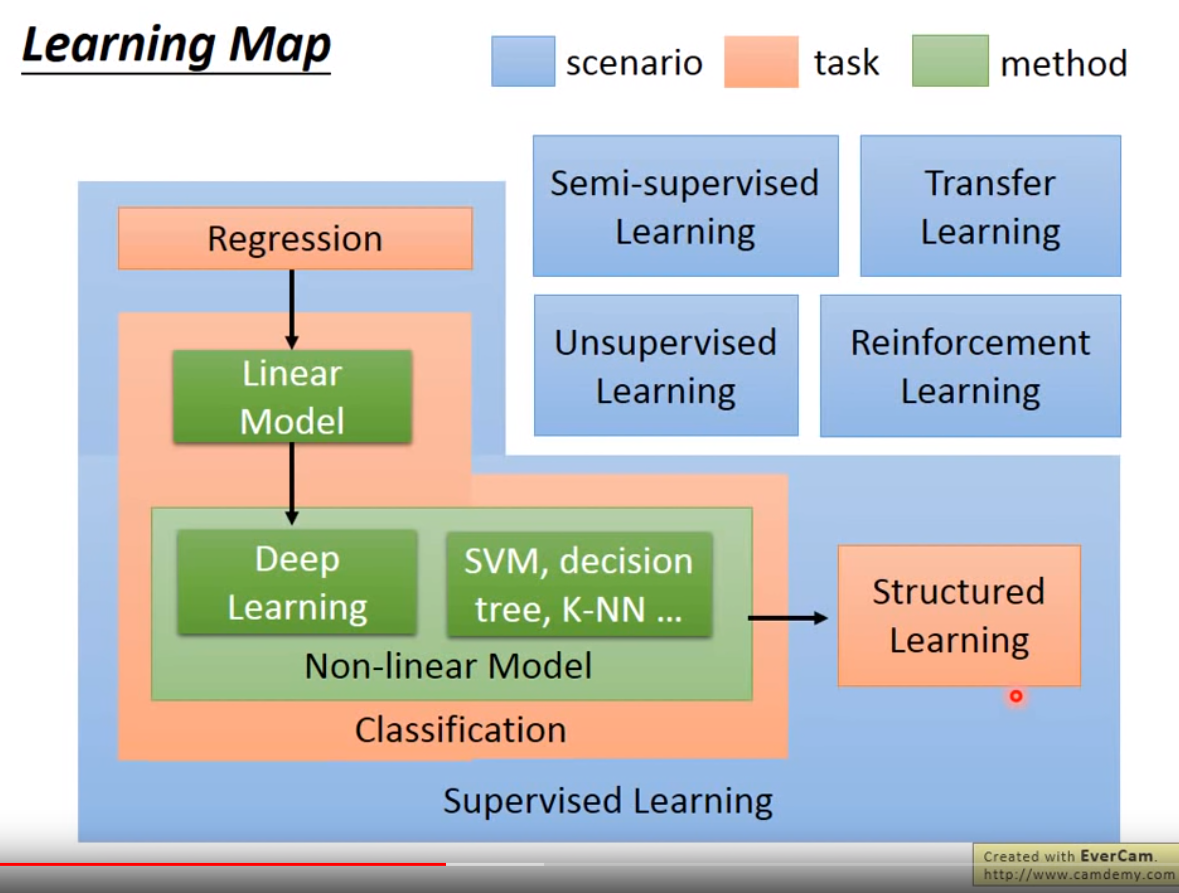 Learning Map
scenario
task
method
Semi-supervised
Learning
Transfer
Learning
Regression
Unsupervised
Learning
Reinforcement
Learning
Linear
Model
Deep
Learning
SVM, decision
tree, K-NN ...
Non-linear Model
Structured
Learning
Classification
Supervised Learning
Created with EverCam.
http://www.camdemy.com